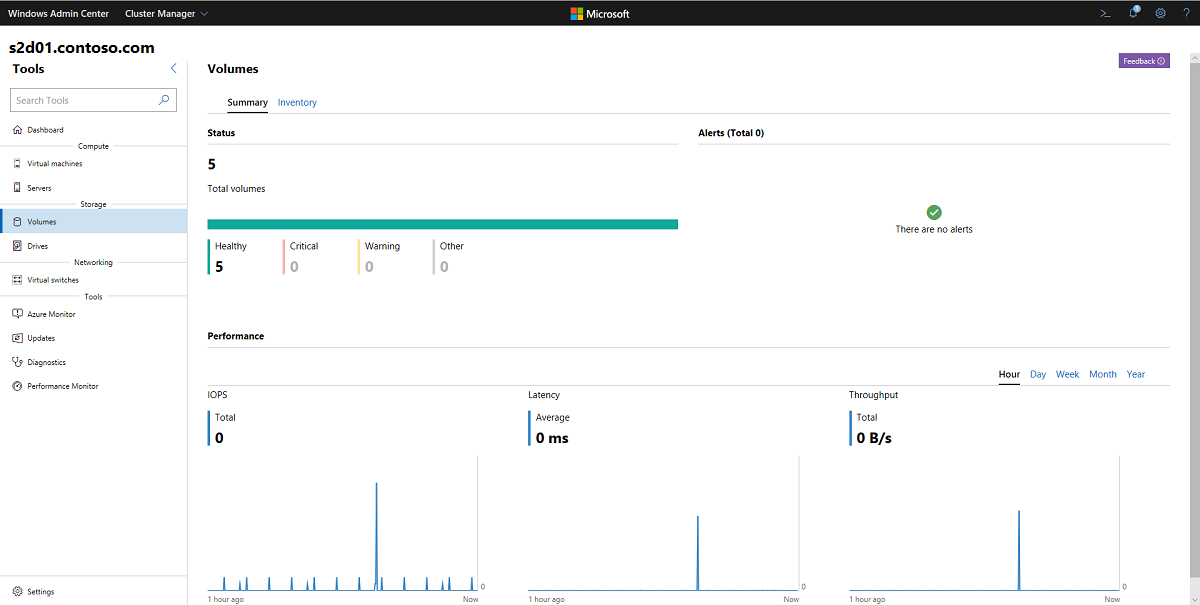 Windows Admin Center Cluster Manager Microsoft >_ 1 ?
s2d01.contoso.com
Tools
Search Tools
Dashboard
Compute
Virtual machines
Servers
Storage
Volumes
Drives
Networking
Virtual switches
Tools
Azure Monitor
Updates
Diagnostics
Performance Monitor
Settings
Volumes
Feedback
Summary Inventory
Status
5
Total volumes
Healthy Critical Warning Other
5 0 0 0
Alerts (Total 0)
There are no alerts
Performance
Hour Day Week Month Year
IOPS
Total
0
0
1 hour ago Now
Latency
Average
0 ms
0
1 hour ago Now
Throughput
Total
0 B/s
0
1 hour ago Now